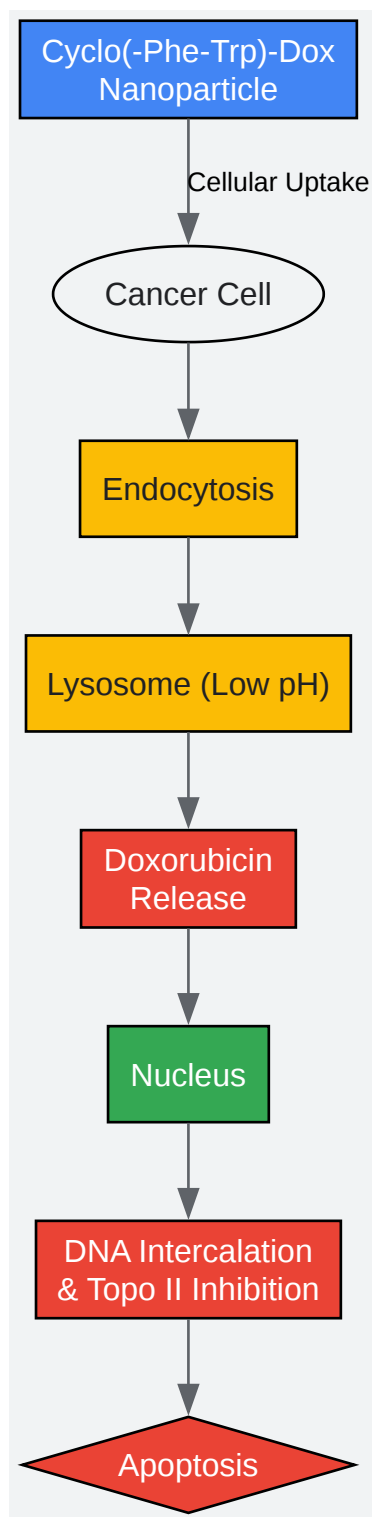 Cyclo(-Phe-Trp)-Dox
Nanoparticle
Cellular Uptake
Cancer Cell
Endocytosis
Lysosome (Low pH)
Doxorubicin
Release
Nucleus
DNA Intercalation
& Topo II Inhibition
Apoptosis